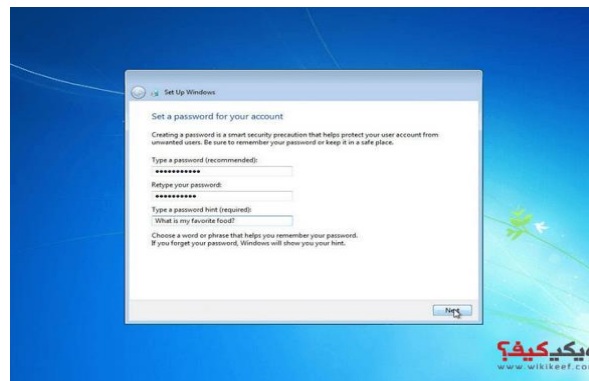 Set Up Windows
Set a password for your account
Creating a password is a smart security precaution that helps protect your user account from
unwanted users. Be sure to remember your password or keep it in a safe place.
Type a password (recommended):
•••••••••••
Retype your password:
•••••••••••
Type a password hint (required):
What is my favorite food?
Choose a word or phrase that helps you remember your password.
If you forget your password, Windows will show you your hint.
Next
كيف؟
www.wikikeef.co